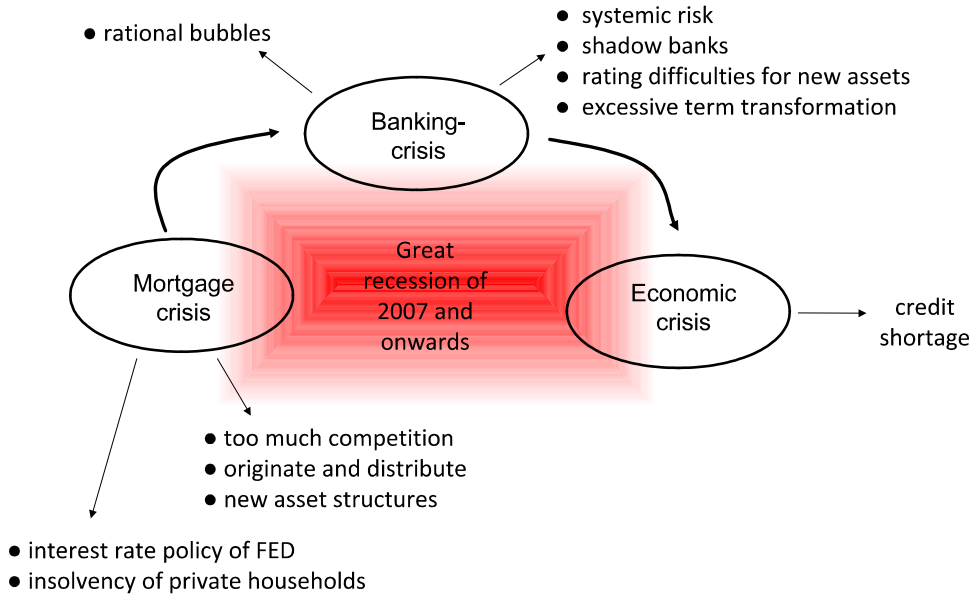 ● rational bubbles
● systemic risk
● shadow banks
● rating difficulties for new assets
● excessive term transformation
Banking-
crisis
Great
recession of
2007 and
onwards
Mortgage
crisis
Economic
crisis
credit
shortage
● too much competition
● originate and distribute
● new asset structures
● interest rate policy of FED
● insolvency of private households